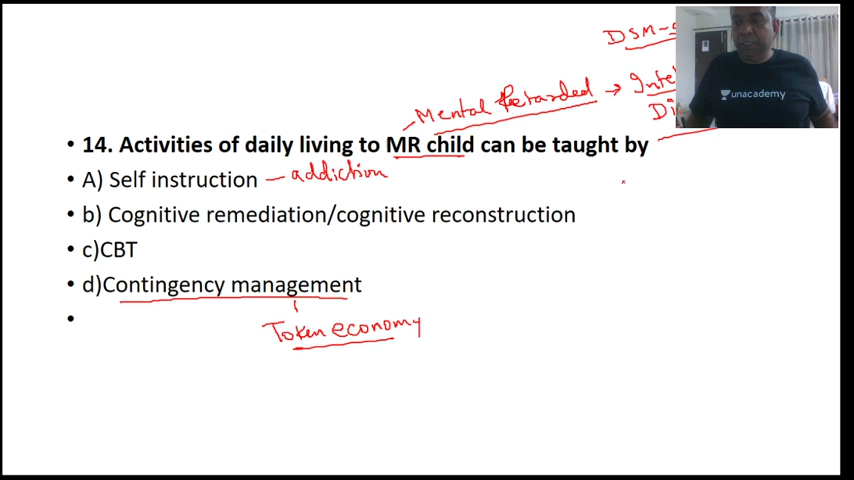 DSM-
Mental Retarded → Inte
Di
• 14. Activities of daily living to MR child can be taught by
• A) Self instruction – addiction
• b) Cognitive remediation/cognitive reconstruction
• c)CBT
• d)Contingency management
•
Token economy
unacademy